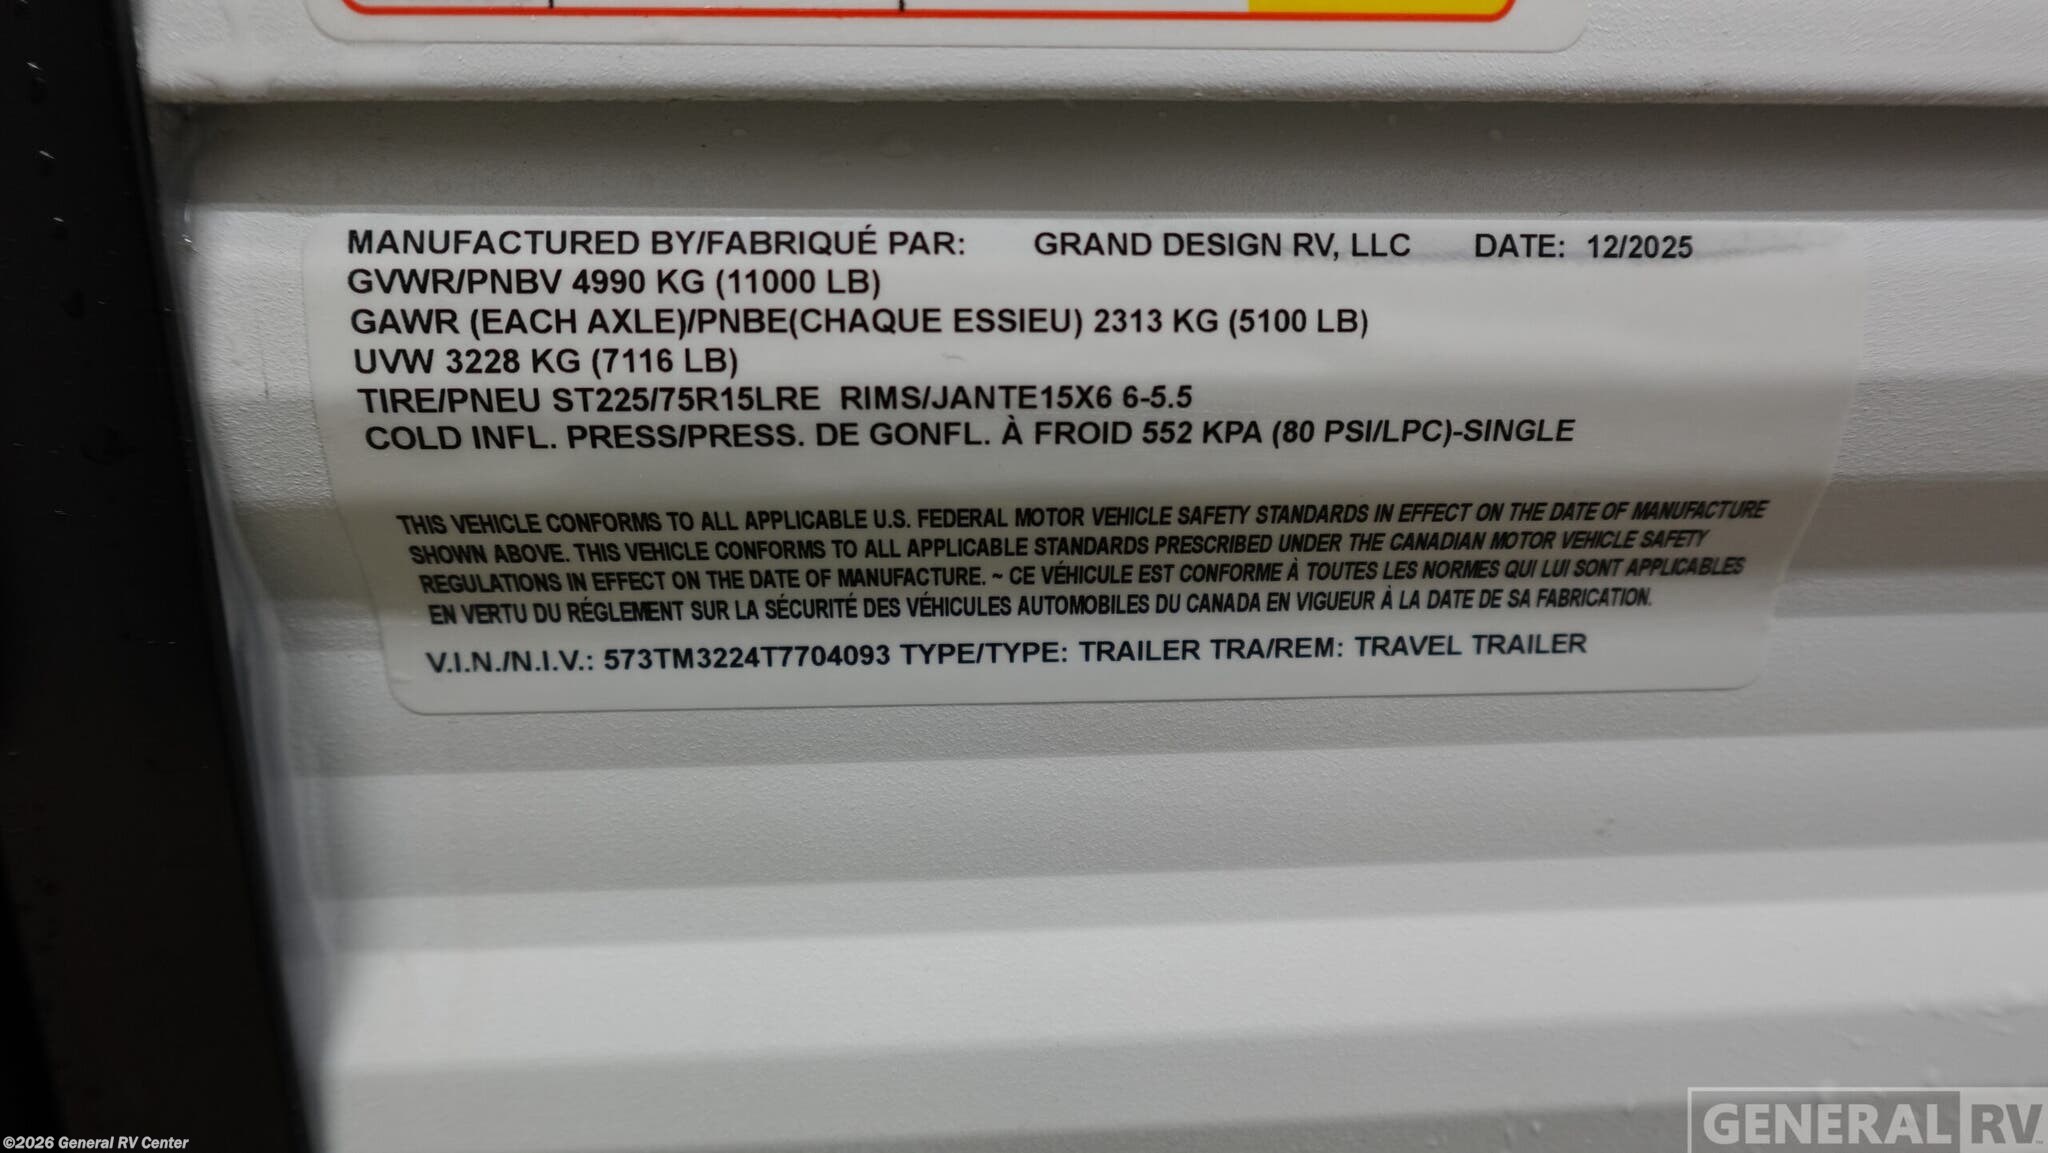 MANUFACTURED BY/FABRIQUÉ PAR: GRAND DESIGN RV, LLC DATE: 12/2025
GVWR/PNBV 4990 KG (11000 LB)
GAWR (EACH AXLE)/PNBE(CHAQUE ESSIEU) 2313 KG (5100 LB)
UVW 3228 KG (7116 LB)
TIRE/PNEU ST225/75R15LRE RIMS/JANTE15X6 6-5.5
COLD INFL. PRESS/PRESS. DE GONFL. À FROID 552 KPA (80 PSI/LPC)-SINGLE
THIS VEHICLE CONFORMS TO ALL APPLICABLE U.S. FEDERAL MOTOR VEHICLE SAFETY STANDARDS IN EFFECT ON THE DATE OF MANUFACTURE
SHOWN ABOVE. THIS VEHICLE CONFORMS TO ALL APPLICABLE STANDARDS PRESCRIBED UNDER THE CANADIAN MOTOR VEHICLE SAFETY
REGULATIONS IN EFFECT ON THE DATE OF MANUFACTURE. ~ CE VÉHICULE EST CONFORME À TOUTES LES NORMES QUI LUI SONT APPLICABLES
EN VERTU DU RÉGLEMENT SUR LA SÉCURITÉ DES VÉHICULES AUTOMOBILES DU CANADA EN VIGUEUR À LA DATE DE SA FABRICATION.
V.I.N./N.I.V.: 573TM3224T7704093 TYPE/TYPE: TRAILER TRA/REM: TRAVEL TRAILER
©2026 General RV Center
GENERAL RV